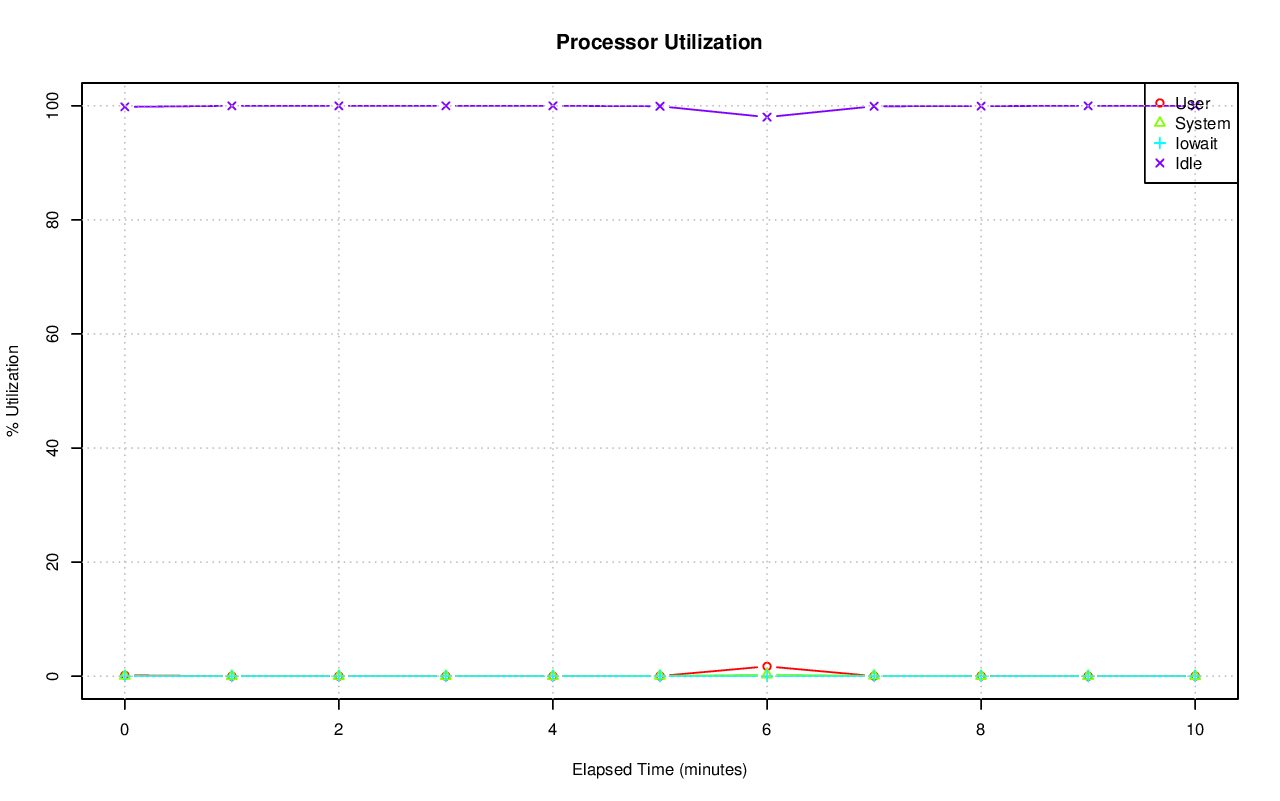 Processor Utilization
User
System
Iowait
Idle
% Utilization
100
80
60
40
20
0
0 2 4 6 8 10
Elapsed Time (minutes)